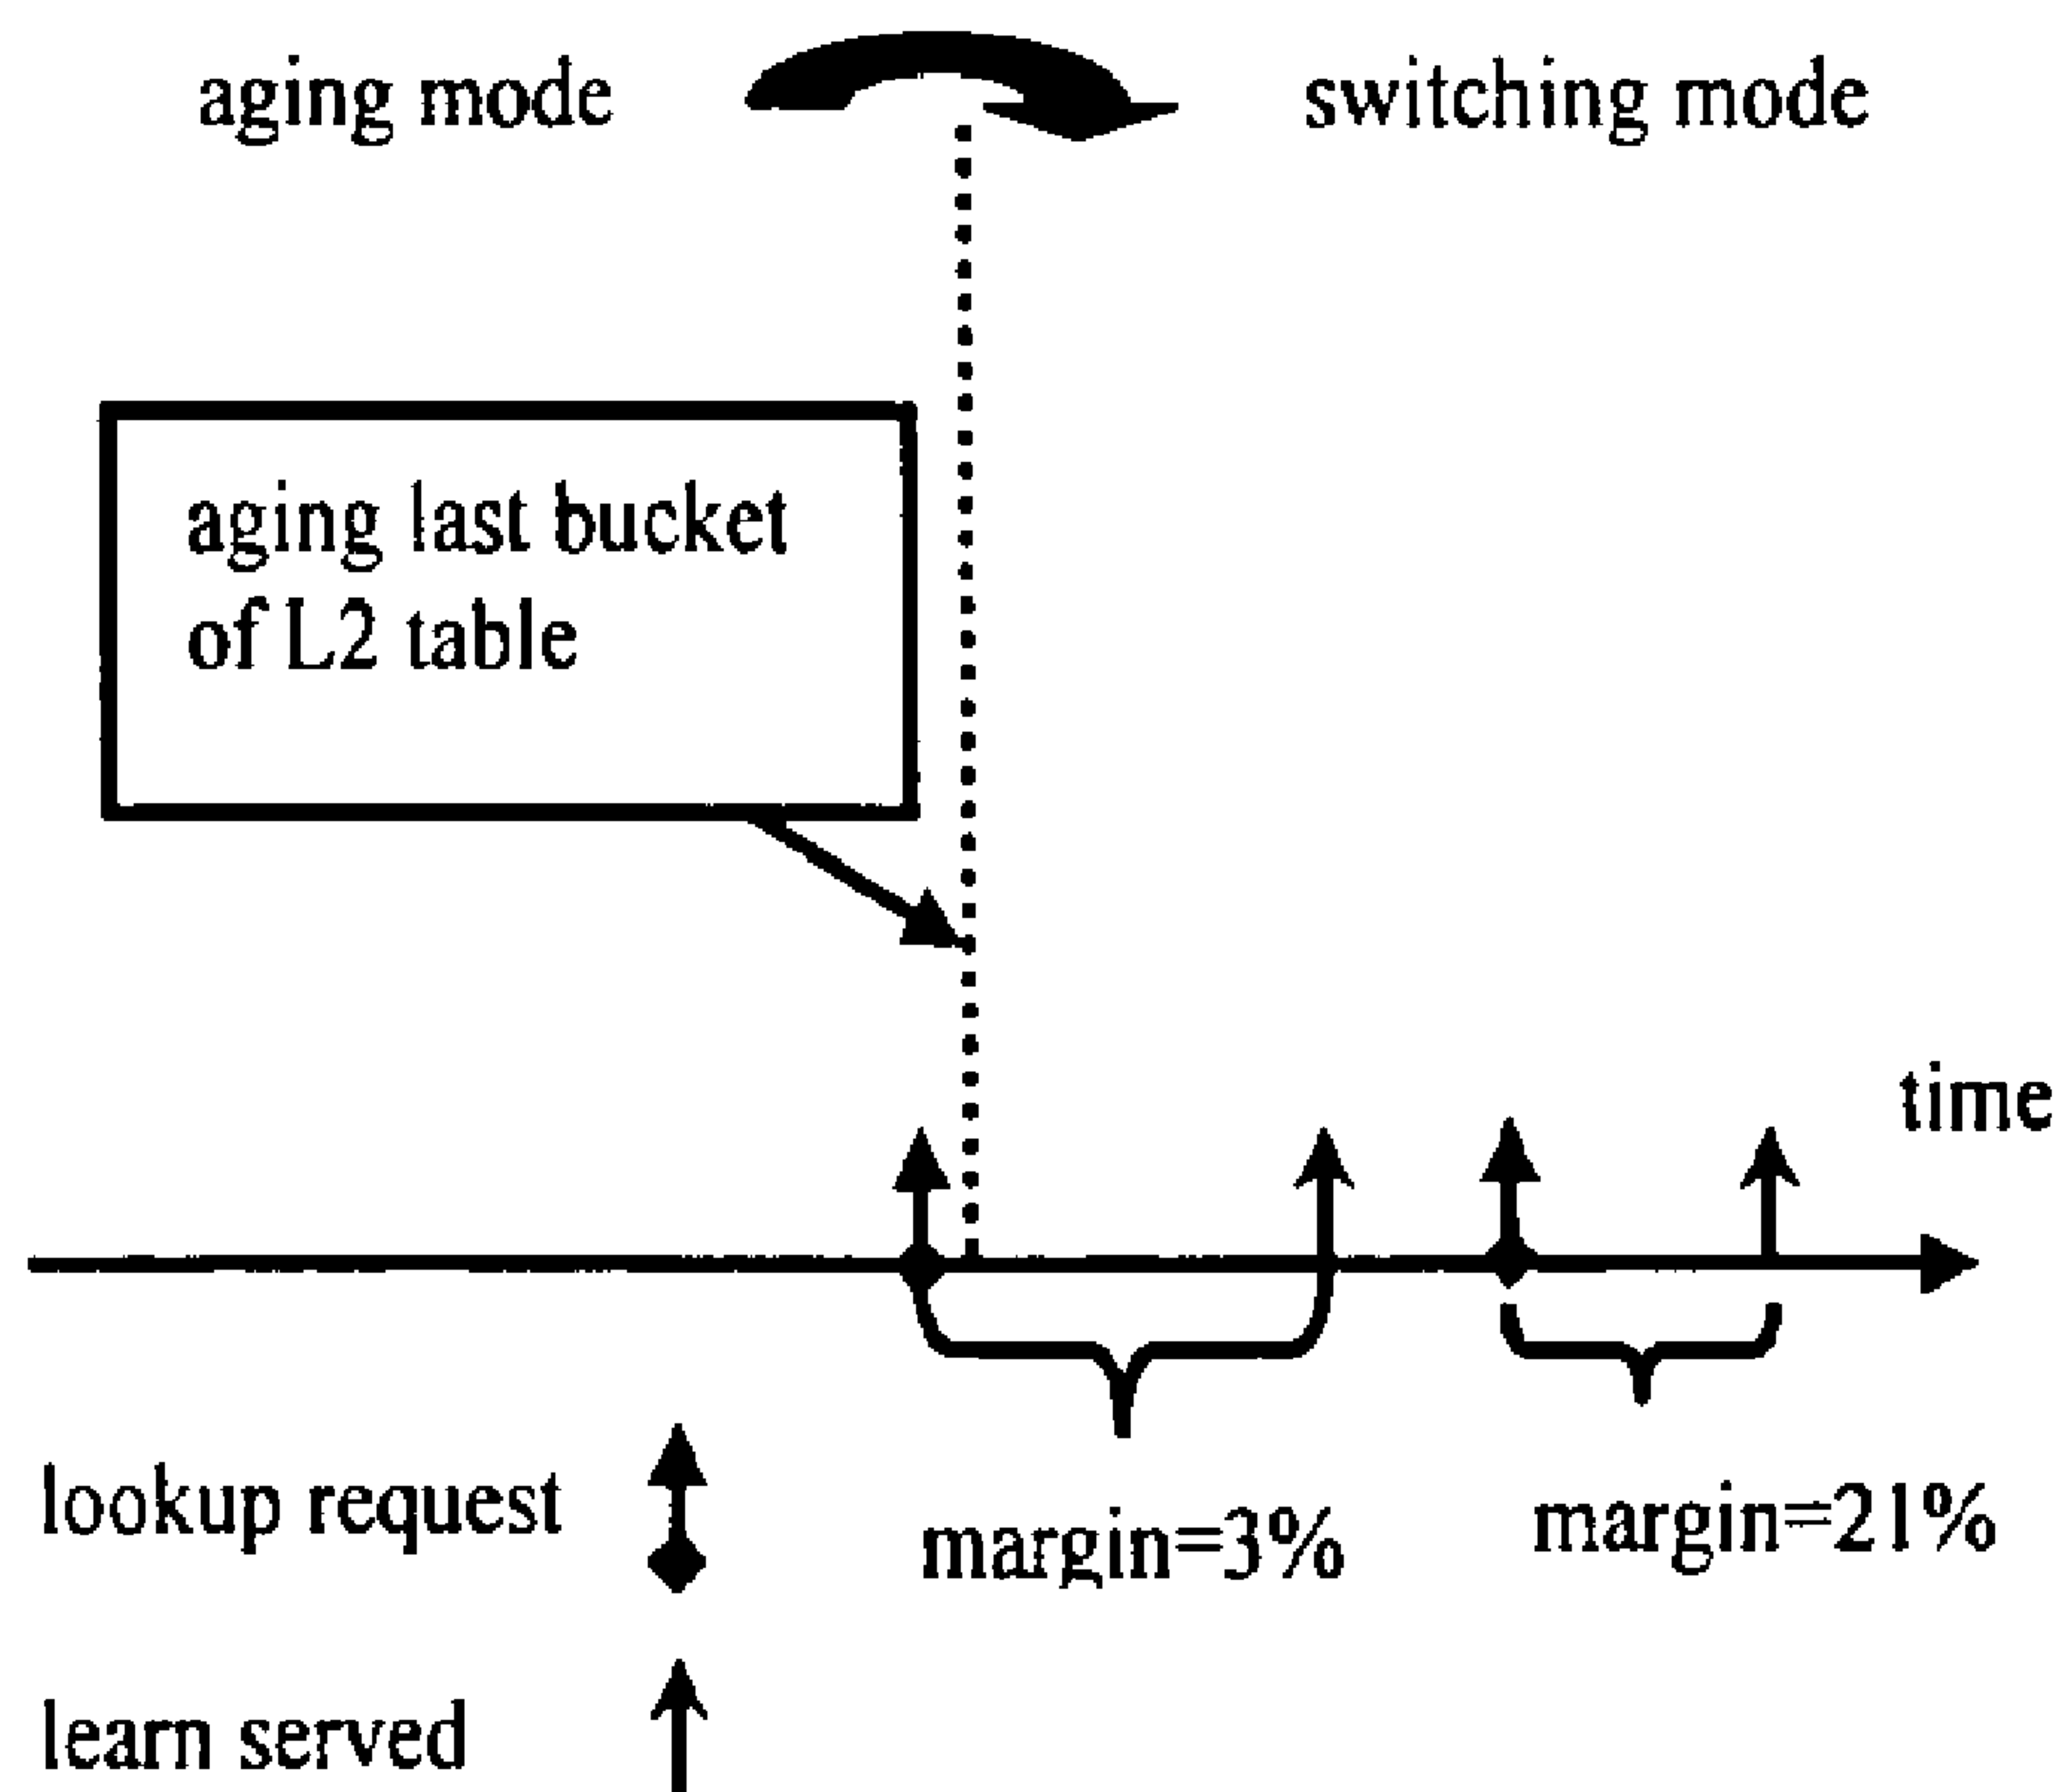 aging mode
switching mode
aging last bucket
of L2 table
time
lookup request
margin=3%
margin=21%
learn served